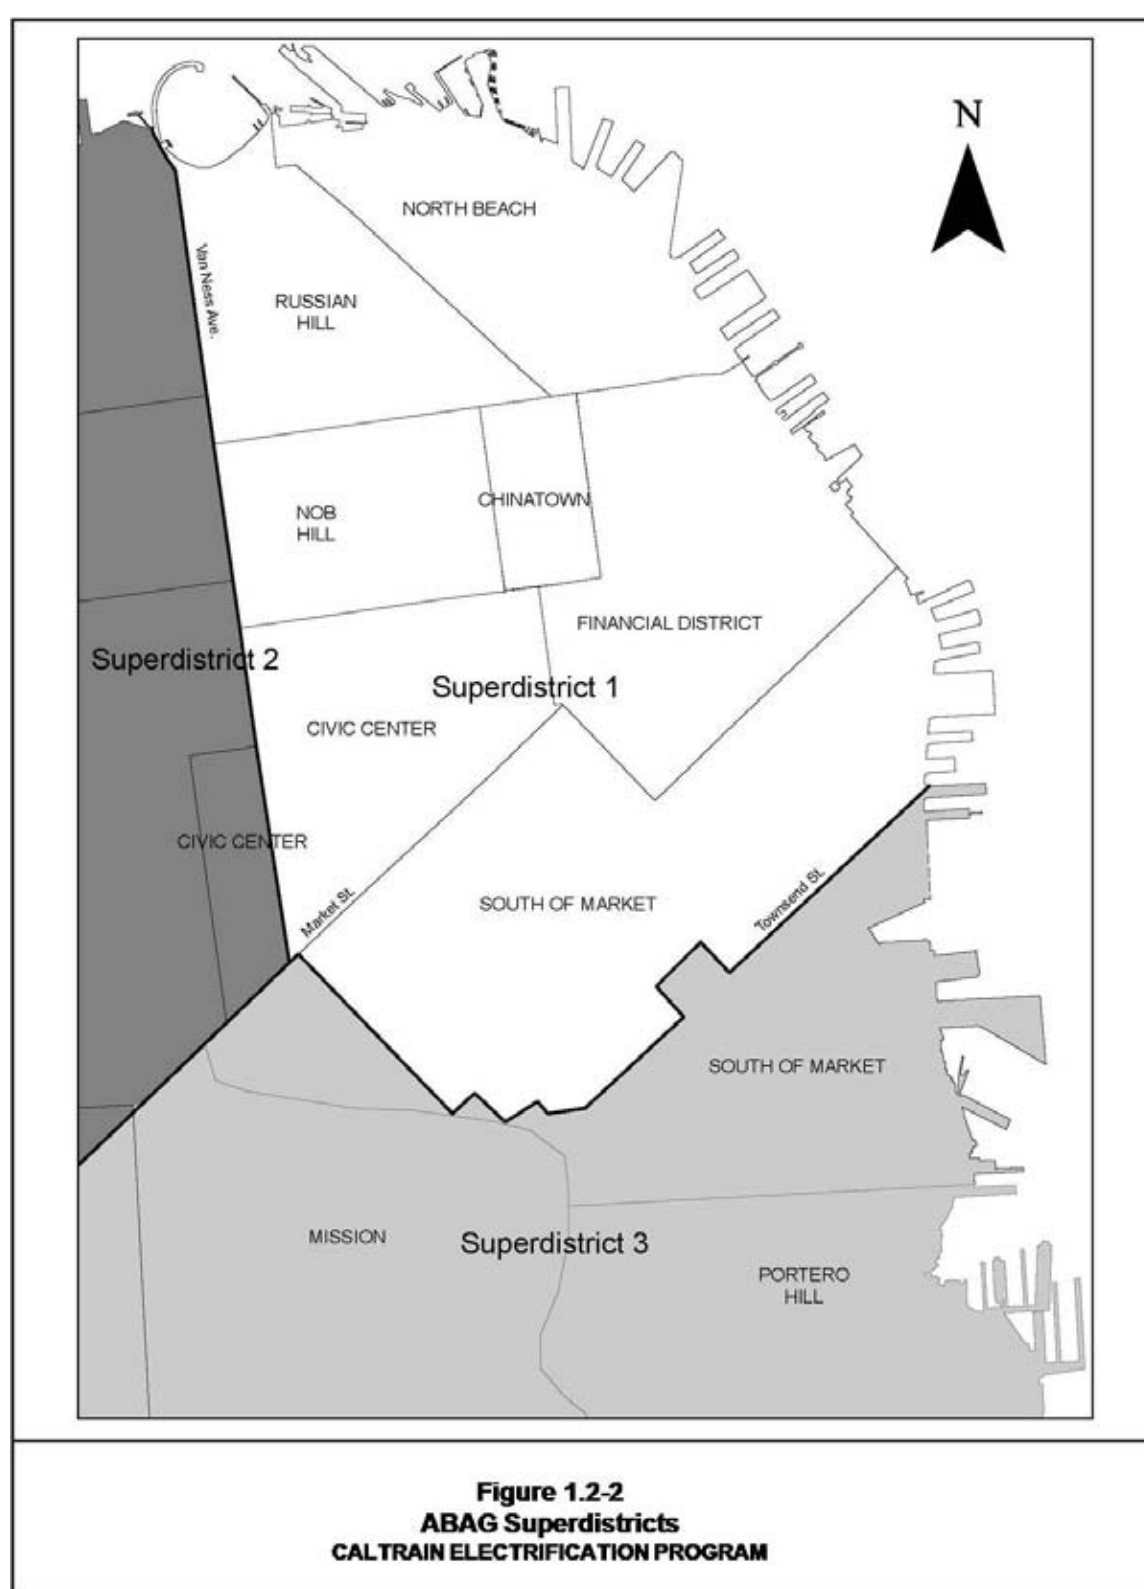 N
NORTH BEACH
Van Ness Ave.
RUSSIAN
HILL
CHINATOWN
NOB
HILL
FINANCIAL DISTRICT
Superdistrict 2
Superdistrict 1
CIVIC CENTER
CIVIC CENTER
Market St.
SOUTH OF MARKET
Townsend St.
SOUTH OF MARKET
MISSION
Superdistrict 3
PORTERO
HILL
Figure 1.2-2
ABAG Superdistricts
CALTRAIN ELECTRIFICATION PROGRAM